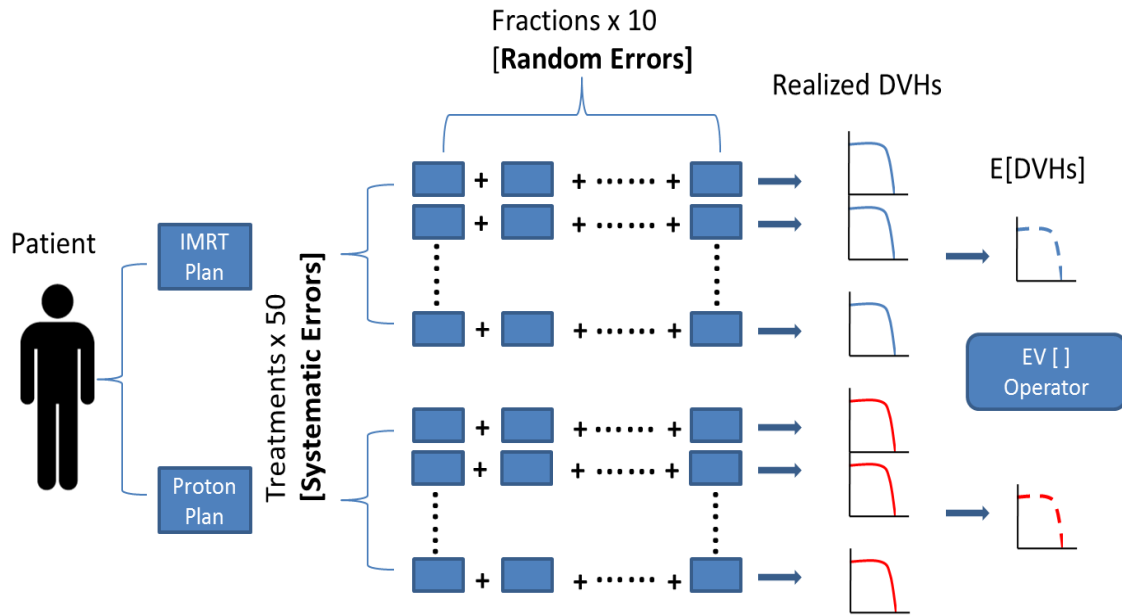 Fractions x 10
[Random Errors]
Realized DVHs
E[DVHs]
Patient
IMRT
Plan
Treatments x 50
[Systematic Errors]
+ + ...... +
+ + ...... +
+ + ...... +
EV [ ]
Operator
Proton
Plan
+ + ...... +
+ + ...... +
+ + ...... +